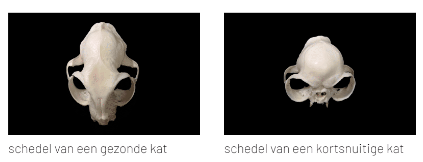 schedel van een gezonde kat
schedel van een kortsnuitige kat